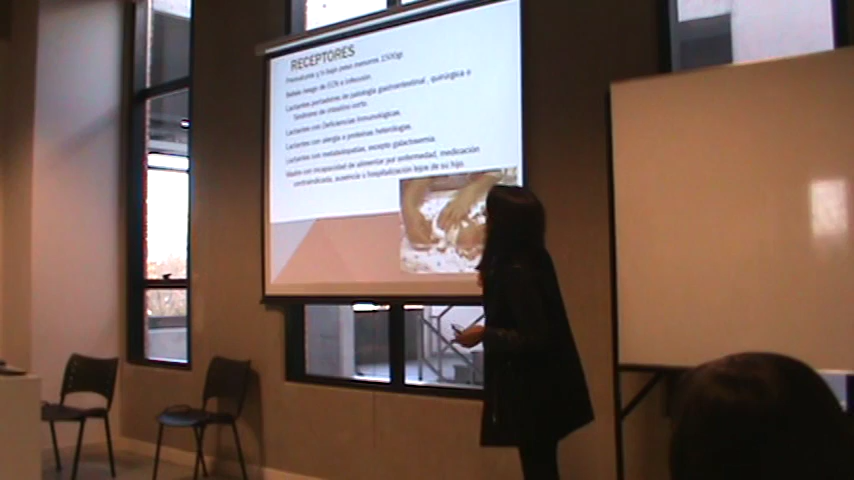 RECEPTORES
Prematuros y/o bajo peso menores 1500gr.
Bebés riesgo de ECN e infección.
Lactantes portadores de patología gastrointestinal , quirúrgica o
Síndrome de intestino corto.
Lactantes con Deficiencias Inmunológicas.
Lactantes con alergia a proteínas heterólogas.
Lactantes con metabolopatías, excepto galactosemia.
Madre con incapacidad de alimentar por enfermedad, medicación
contraindicada, ausencia u hospitalización lejos de su hijo.